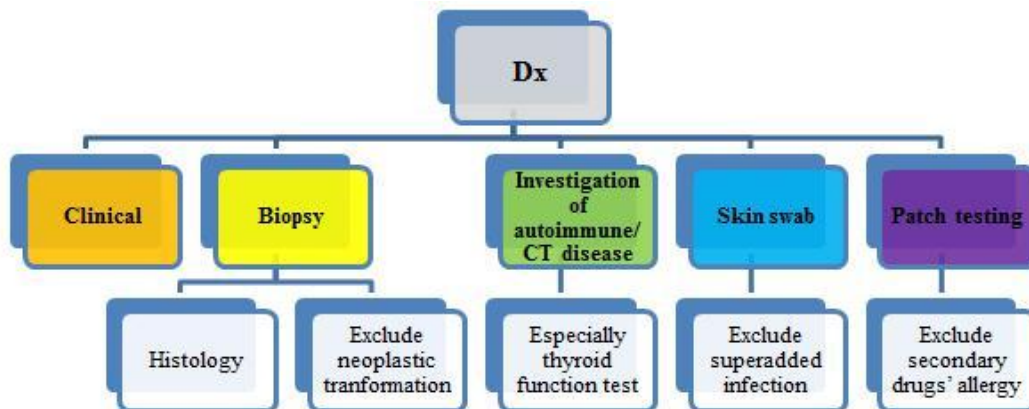 Dx
Clinical
Biopsy
Investigation
of
autoimmune/
CT disease
Skin swab
Patch testing
Histology
Exclude
neoplastic
tranformation
Especially
thyroid
function test
Exclude
superadded
infection
Exclude
secondary
drugs’ allergy